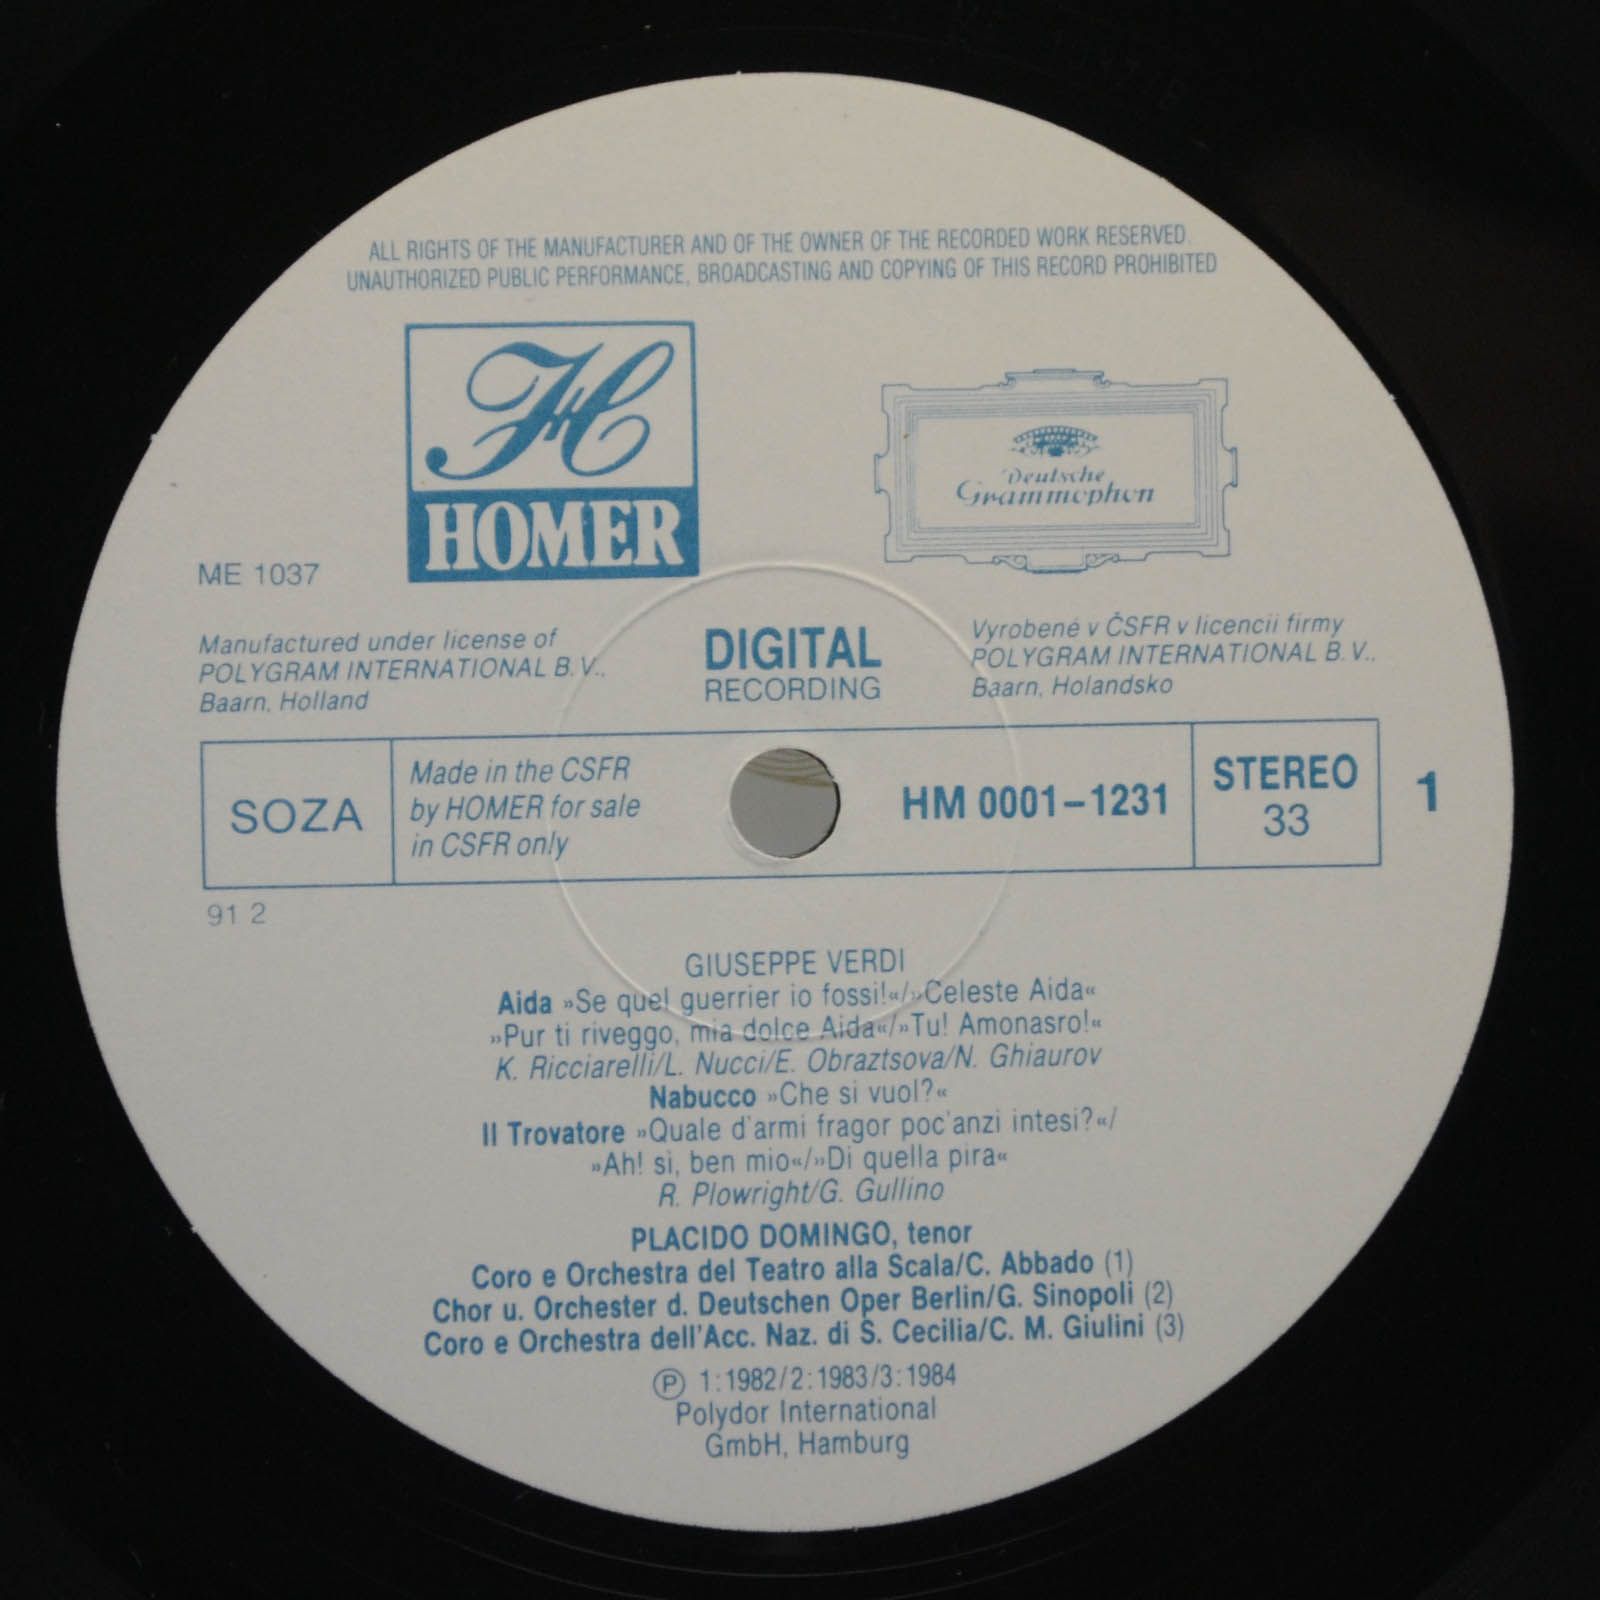 ALL RIGHTS OF THE MANUFACTURER AND OF THE OWNER OF THE RECORDED WORK RESERVED.
UNAUTHORIZED PUBLIC PERFORMANCE, BROADCASTING AND COPYING OF THIS RECORD PROHIBITED
H
HOMER
Deutsche
Grammophon
ME 1037
Manufactured under license of
POLYGRAM INTERNATIONAL B.V.,
Baarn, Holland
DIGITAL
RECORDING
Vyrobené v ČSFR v licencii firmy
POLYGRAM INTERNATIONAL B.V.,
Baarn, Holandsko
SOZA
Made in the CSFR
by HOMER for sale
in CSFR only
HM 0001–1231
STEREO
33
1
91 2
GIUSEPPE VERDI
Aida »Se quel guerrier io fossi!«/»Celeste Aida«
»Pur ti riveggo, mia dolce Aida«/»Tu! Amonasro!«
K. Ricciarelli/L. Nucci/E. Obraztsova/N. Ghiaurov
Nabucco »Che si vuol?«
Il Trovatore »Quale d'armi fragor poc'anzi intesi?«/
»Ah! si, ben mio«/»Di quella pira«
R. Plowright/G. Gullino
PLACIDO DOMINGO, tenor
Coro e Orchestra del Teatro alla Scala/C. Abbado (1)
Chor u. Orchester d. Deutschen Oper Berlin/G. Sinopoli (2)
Coro e Orchestra dell'Acc. Naz. di S. Cecilia/C. M. Giulini (3)
Ⓟ 1:1982/2:1983/3:1984
Polydor International
GmbH, Hamburg